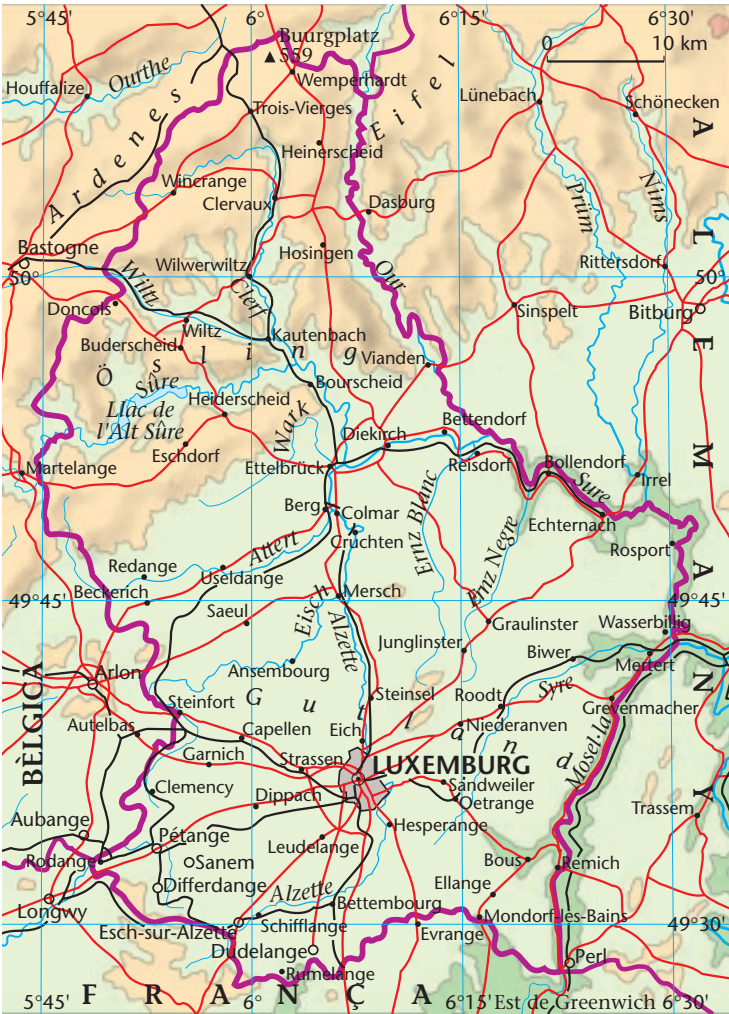 5°45'
6°
6°15'
6°30'
Buurgplatz
559
0
10 km
Houffalize
Ourthe
Wemperhardt
Lünebach
Schönecken
Trois-Vierges
Ardenes
Eifel
Heinerscheid
Wincrange
Clervaux
Dasburg
Prüm
Nims
Bastogne
Hosingen
Wilwerwiltz
Rittersdorf
50°
50°
Wiltz
Clerf
Our
Doncols
Sinspelt
Bitburg
Wiltz
Kautenbach
Buderscheid
Vianden
Ösling
Sûre
Bourscheid
Llac de
l'Alt Sûre
Heiderscheid
Wark
Bettendorf
Diekirch
Eschdorf
Reisdorf
Bollendorf
Martelange
Ettelbrück
Sure
Irrel
Ernz Blanc
Berg
Colmar
Echternach
Cruchten
Ernz Negre
Rosport
Attert
Redange
Useldange
Beckerich
Mersch
49°45'
49°45'
Eisch
Alzette
Saeul
Graulinster
Wasserbillig
Junglinster
Biwer
Mertert
Ansembourg
Arlon
Syre
Steinsel
Roodt
Steinfort
Gutland
Grevenmacher
Autelbas
Capellen
Eich
Niederanven
Garnich
Strassen
LUXEMBURG
Mosel·la
Clemency
Sandweiler
Dippach
Oetrange
Trassem
Aubange
Hesperange
Pétange
Leudelange
Rodange
Sanem
Bous
Remich
Differdange
Alzette
Ellange
Longwy
Bettembourg
Schifflange
Mondorf-les-Bains
Esch-sur-Alzette
Evrange
49°30'
Dudelange
Perl
Rumelange
BÈLGICA
ALEMANYA
FRANÇA
5°45'
6°
6°15'
Est de Greenwich
6°30'